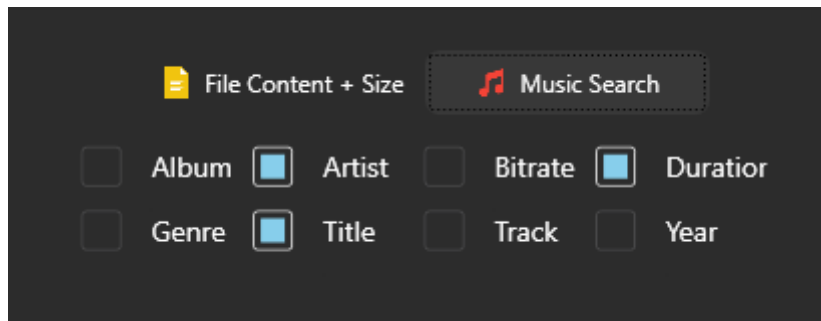 File Content + Size Music Search
Album Artist Bitrate Duratior
Genre Title Track Year